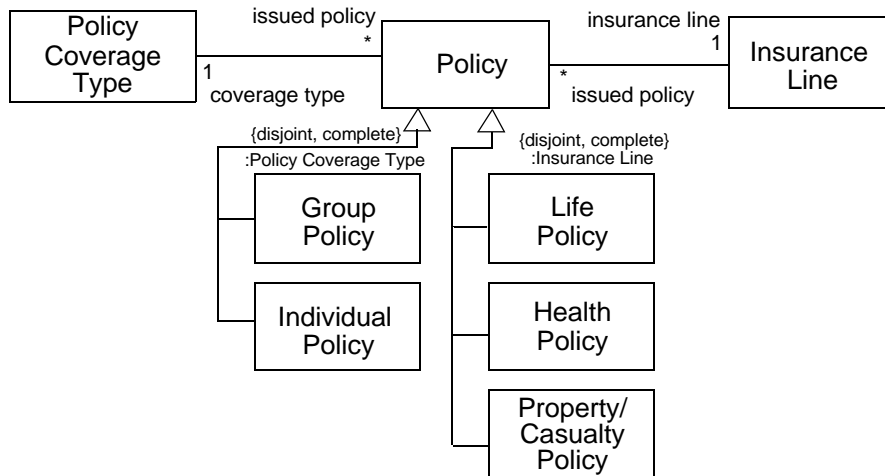 Policy
Coverage
Type
issued policy
*
1
coverage type
Policy
insurance line
1
*
issued policy
Insurance
Line
{disjoint, complete}
:Policy Coverage Type
{disjoint, complete}
:Insurance Line
Group
Policy
Individual
Policy
Life
Policy
Health
Policy
Property/
Casualty
Policy